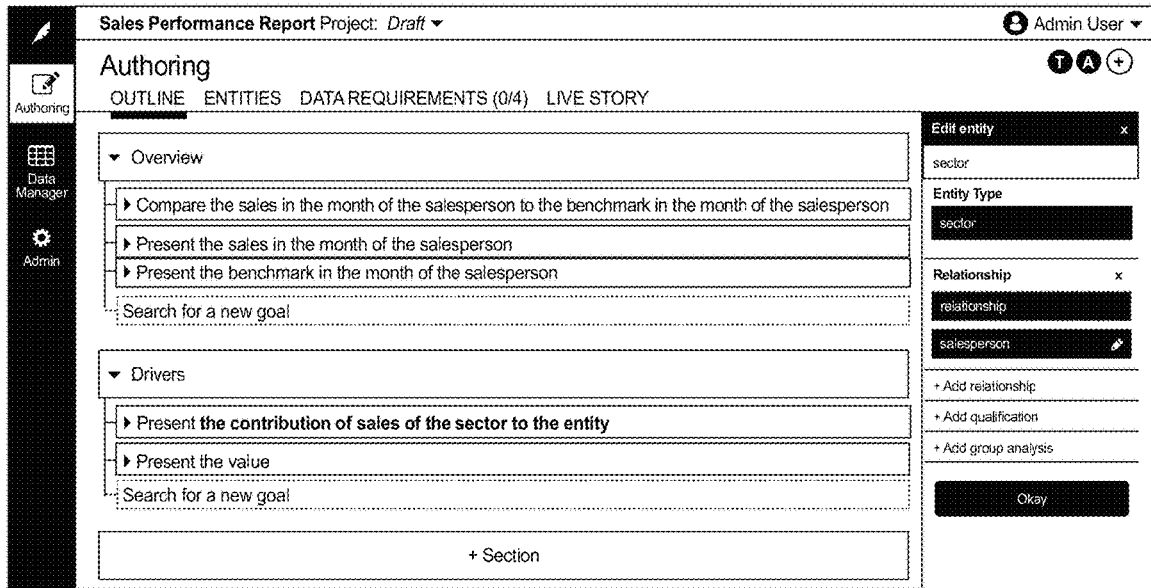 Sales Performance Report Project: Draft
Admin User
Authoring
T A +
OUTLINE ENTITIES DATA REQUIREMENTS (0/4) LIVE STORY
Authoring
Data
Manager
Admin
Overview
Compare the sales in the month of the salesperson to the benchmark in the month of the salesperson
Present the sales in the month of the salesperson
Present the benchmark in the month of the salesperson
Search for a new goal
Drivers
Present the contribution of sales of the sector to the entity
Present the value
Search for a new goal
+ Section
Edit entity x
sector
Entity Type
sector
Relationship x
relationship
salesperson
+ Add relationship
+ Add qualification
+ Add group analysis
Okay